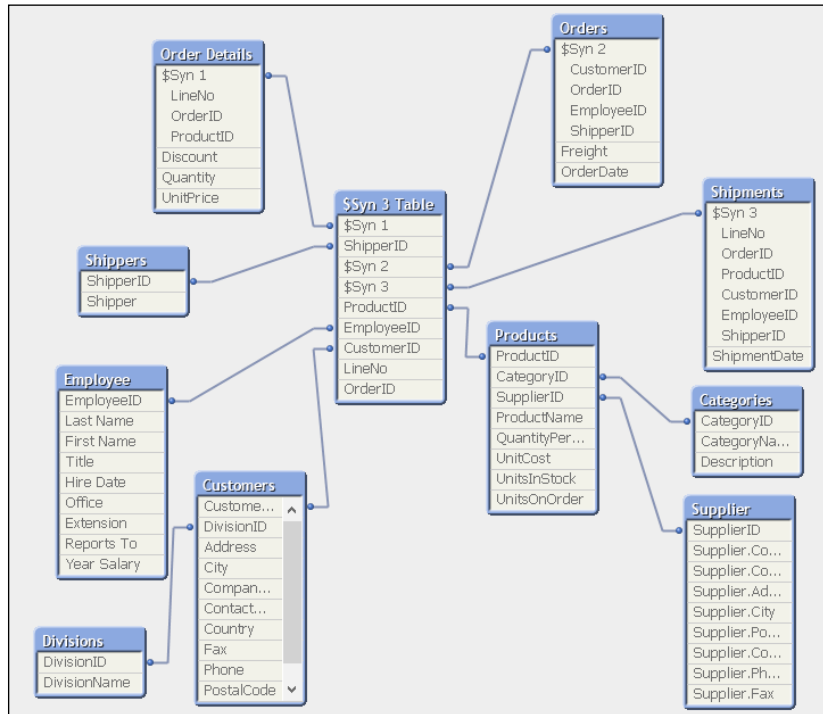 Orders
$Syn 2
CustomerID
OrderID
EmployeeID
ShipperID
Freight
OrderDate
Order Details
$Syn 1
LineNo
OrderID
ProductID
Discount
Quantity
UnitPrice
$Syn 3 Table
$Syn 1
ShipperID
$Syn 2
$Syn 3
ProductID
EmployeeID
CustomerID
LineNo
OrderID
Shipments
$Syn 3
LineNo
OrderID
ProductID
CustomerID
EmployeeID
ShipperID
ShipmentDate
Shippers
ShipperID
Shipper
Products
ProductID
CategoryID
SupplierID
ProductName
QuantityPer...
UnitCost
UnitsInStock
UnitsOnOrder
Employee
EmployeeID
Last Name
First Name
Title
Hire Date
Office
Extension
Reports To
Year Salary
Categories
CategoryID
CategoryNa...
Description
Customers
Custome...
DivisionID
Address
City
Compan...
Contact...
Country
Fax
Phone
PostalCode
Supplier
SupplierID
Supplier.Co...
Supplier.Co...
Supplier.Ad...
Supplier.City
Supplier.Po...
Supplier.Co...
Supplier.Ph...
Supplier.Fax
Divisions
DivisionID
DivisionName